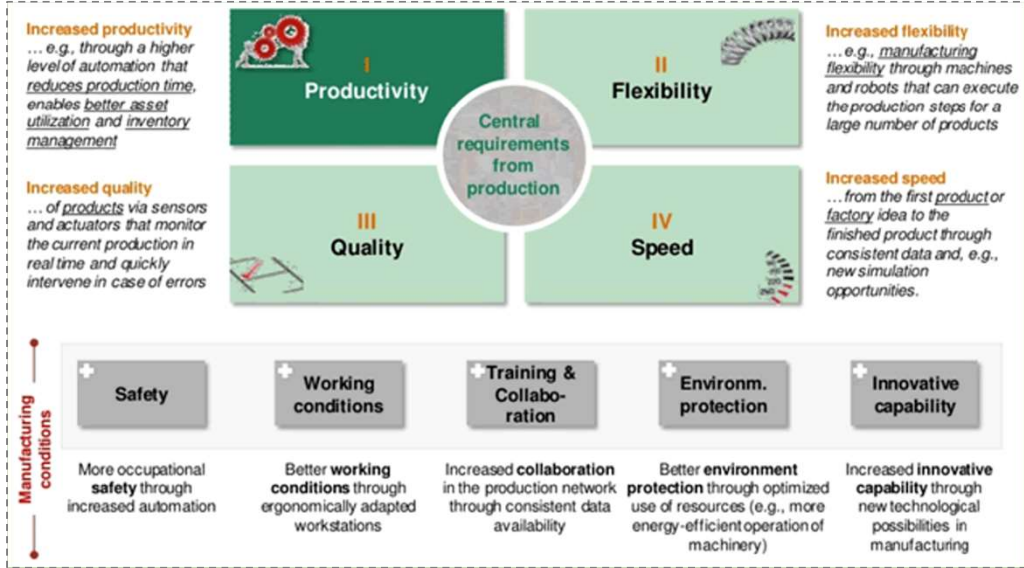 Increased productivity
… e.g., through a higher
level of automation that
reduces production time,
enables better asset
utilization and inventory
management
I
Productivity
II
Flexibility
Increased flexibility
… e.g., manufacturing
flexibility through machines
and robots that can execute
the production steps for a
large number of products
Central
requirements
from
production
Increased quality
… of products via sensors
and actuators that monitor
the current production in
real time and quickly
intervene in case of errors
III
Quality
IV
Speed
Increased speed
… from the first product or
factory idea to the
finished product through
consistent data and, e.g.,
new simulation
opportunities.
Manufacturing
conditions
Safety
Working
conditions
Training &
Collabo-
ration
Environm.
protection
Innovative
capability
More occupational
safety through
increased automation
Better working
conditions through
ergonomically adapted
workstations
Increased collaboration
in the production network
through consistent data
availability
Better environment
protection through optimized
use of resources (e.g., more
energy-efficient operation of
machinery)
Increased innovative
capability through
new technological
possibilities in
manufacturing